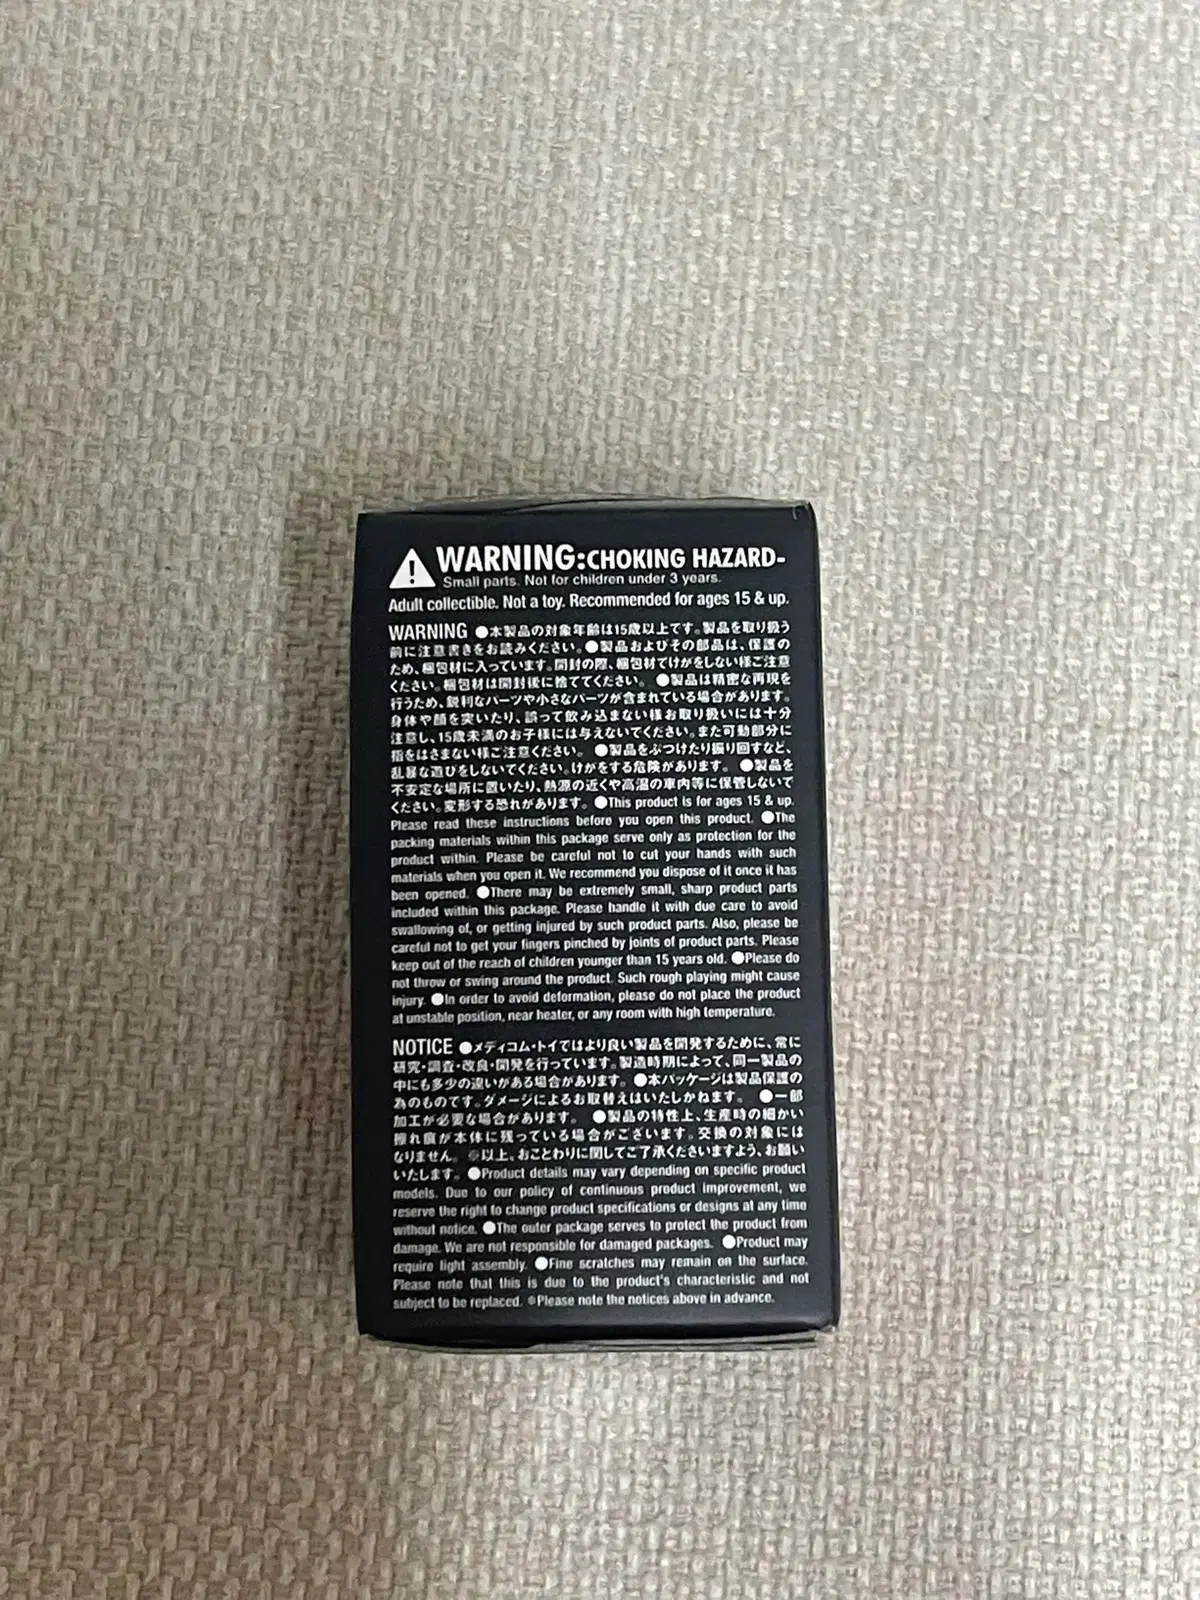 WARNING:CHOKING HAZARD-
Small parts. Not for children under 3 years.
Adult collectible. Not a toy. Recommended for ages 15 & up.
WARNING ●本製品の対象年齢は15歳以上です。製品を取り扱う
前に注意書きをお読みください。●製品およびその部品は、保護の
ため、梱包材に入っています。開封の際、梱包材でけがをしない様ご注意
ください。梱包材は開封後に捨ててください。 ●製品は精密な再現を
行うため、鋭利なパーツや小さなパーツが含まれている場合があります。
身体や顔を突いたり、誤って飲み込まない様お取り扱いには十分
注意し、15歳未満のお子様には与えないでください。また可動部分に
指をはさまない様ご注意ください。 ●製品をぶつけたり振り回すなど、
乱暴な遊びをしないでください。けがをする危険があります。 ●製品を
不安定な場所に置いたり、熱源の近くや高温の車内等に保管しないで
ください。変形する恐れがあります。 ●This product is for ages 15 & up.
Please read these instructions before you open this product. ●The
packing materials within this package serve only as protection for the
product within. Please be careful not to cut your hands with such
materials when you open it. We recommend you dispose of it once it has
been opened. ●There may be extremely small, sharp product parts
included within this package. Please handle it with due care to avoid
swallowing of, or getting injured by such product parts. Also, please be
careful not to get your fingers pinched by joints of product parts. Please
keep out of the reach of children younger than 15 years old. ●Please do
not throw or swing around the product. Such rough playing might cause
injury. ●In order to avoid deformation, please do not place the product
at unstable position, near heater, or any room with high temperature.
NOTICE ●メディコム・トイではより良い製品を開発するために、常に
研究・調査・改良・開発を行っています。製造時期によって、同一製品の
中にも多少の違いがある場合があります。 ●本パッケージは製品保護の
為のものです。ダメージによるお取替えはいたしかねます。 ●一部
加工が必要な場合があります。 ●製品の特性上、生産時の細かい
擦れ痕が本体に残っている場合がございます。交換の対象には
なりません。 ※以上、おことわりに関してご了承くださいますよう、お願い
いたします。 ●Product details may vary depending on specific product
models. Due to our policy of continuous product improvement, we
reserve the right to change product specifications or designs at any time
without notice. ●The outer package serves to protect the product from
damage. We are not responsible for damaged packages. ●Product may
require light assembly. ●Fine scratches may remain on the surface.
Please note that this is due to the product's characteristic and not
subject to be replaced. ※Please note the notices above in advance.